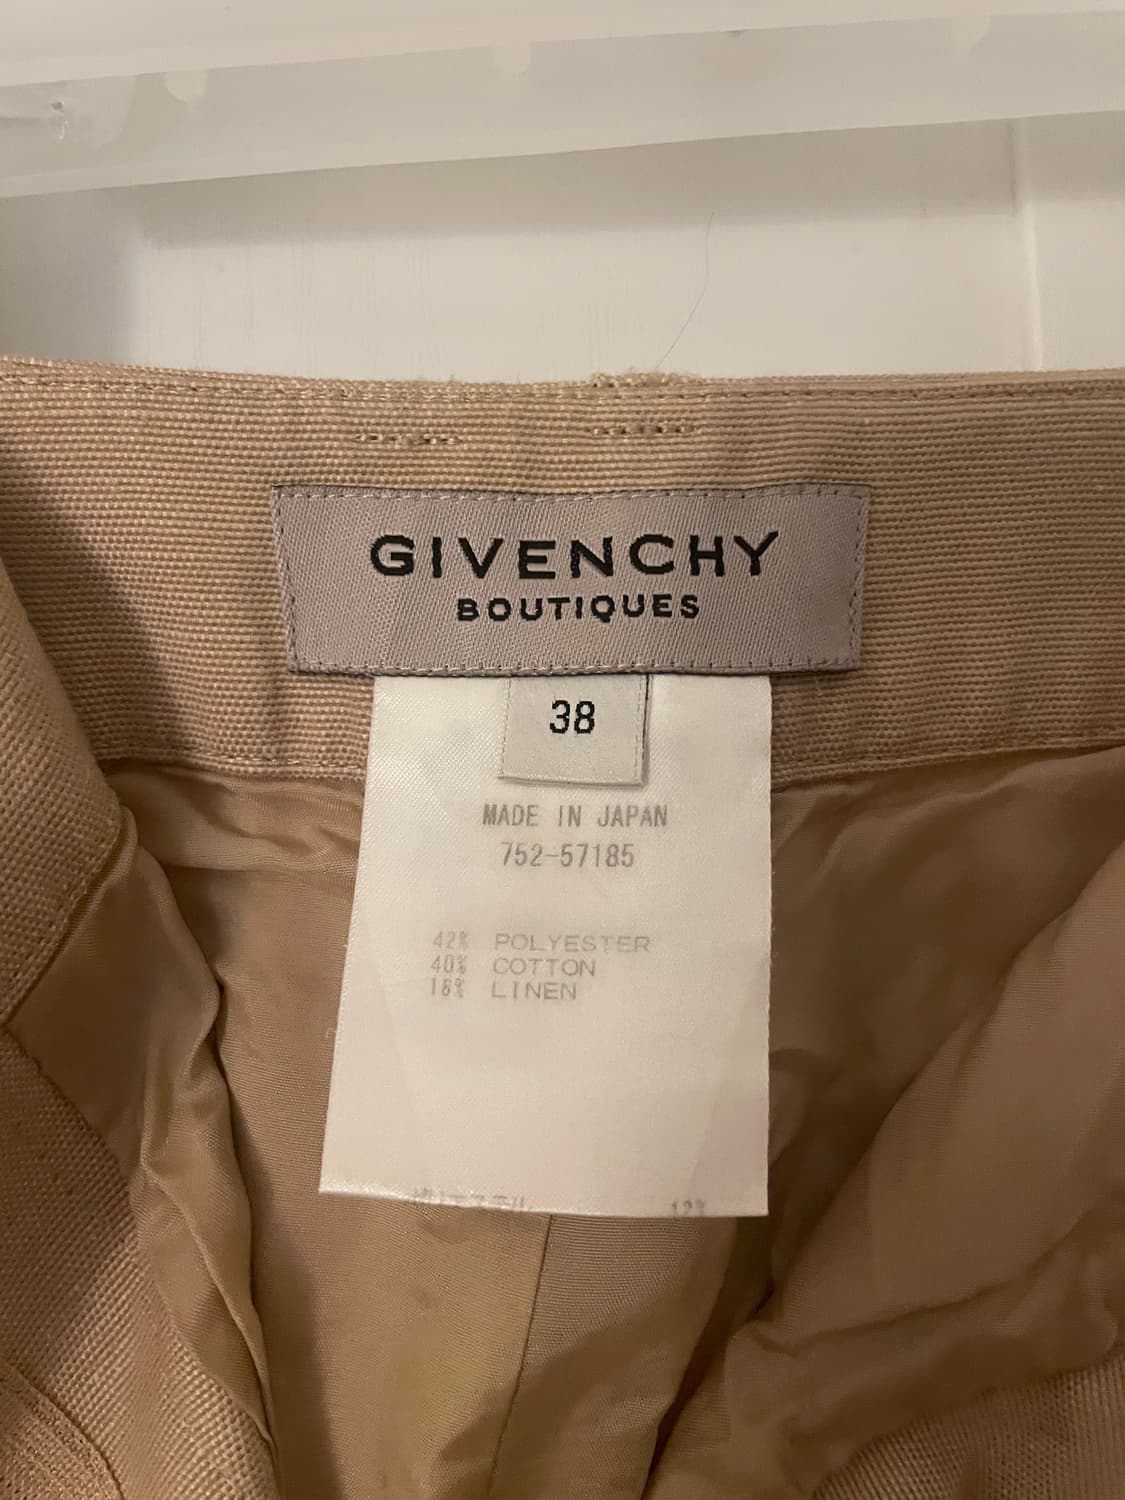 GIVENCHY
BOUTIQUES
38
MADE IN JAPAN
752-57185
42% POLYESTER
40% COTTON
18% LINEN